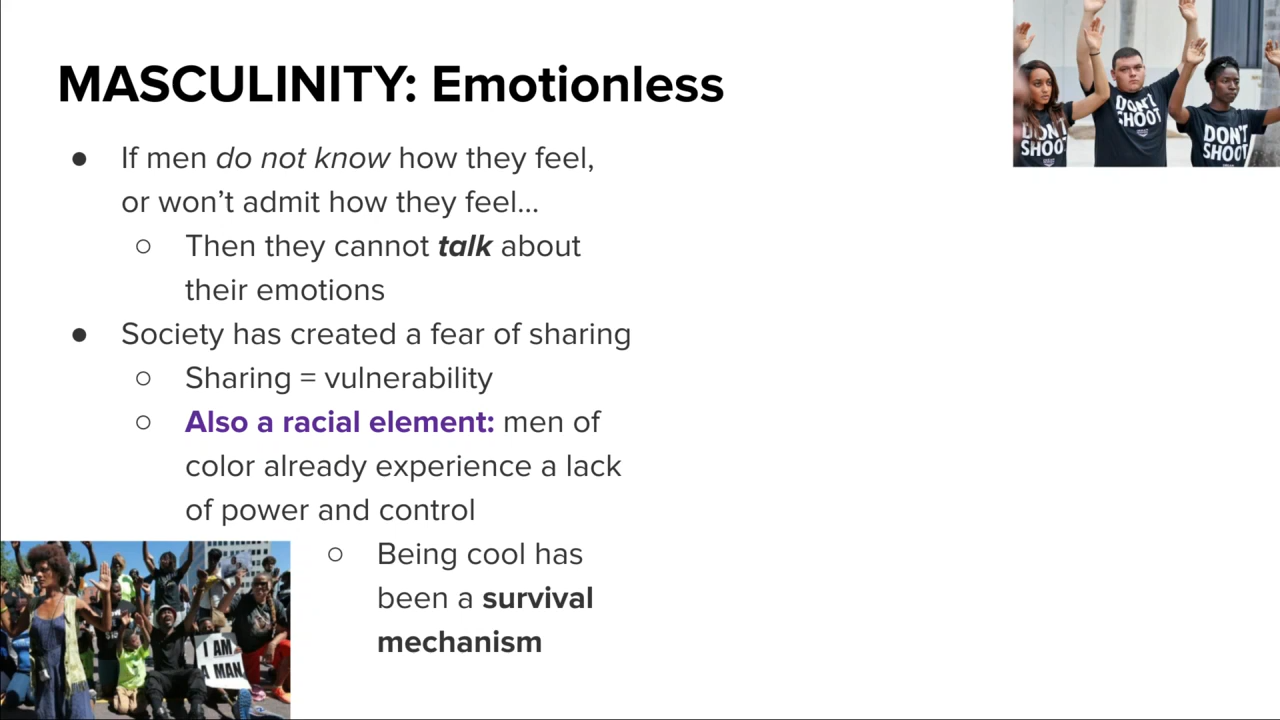 MASCULINITY: Emotionless
● If men do not know how they feel,
or won’t admit how they feel...
○ Then they cannot talk about
their emotions
● Society has created a fear of sharing
○ Sharing = vulnerability
○ Also a racial element: men of
color already experience a lack
of power and control
○ Being cool has
been a survival
mechanism
DON'T
SHOOT
DON'T
SHOOT
DON'T
SHOOT
I AM
A MAN